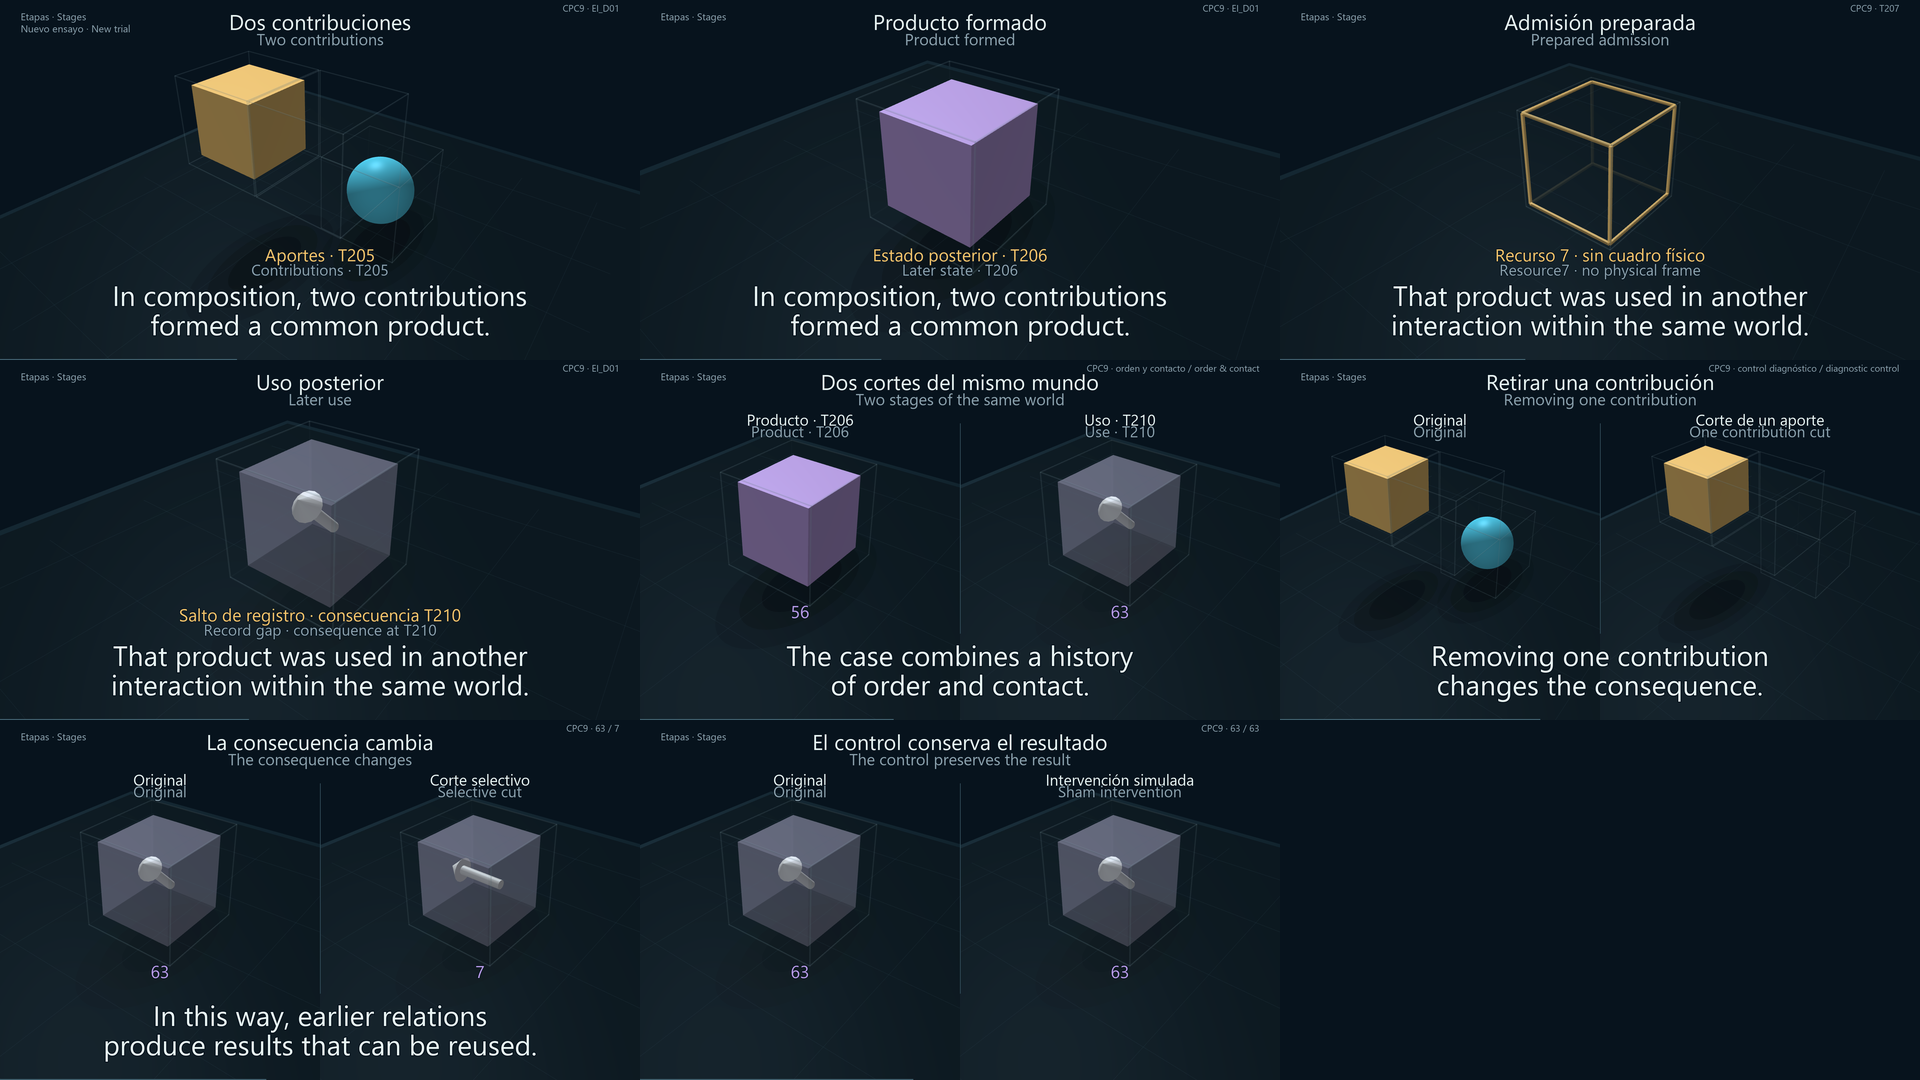 Etapas · Stages
Nuevo ensayo · New trial
CPC9 · EI_D01
Dos contribuciones
Two contributions
Aportes · T205
Contributions · T205
In composition, two contributions
formed a common product.
Etapas · Stages
CPC9 · EI_D01
Producto formado
Product formed
Estado posterior · T206
Later state · T206
In composition, two contributions
formed a common product.
Etapas · Stages
CPC9 · T207
Admisión preparada
Prepared admission
Recurso 7 · sin cuadro físico
Resource7 · no physical frame
That product was used in another
interaction within the same world.
Etapas · Stages
CPC9 · EI_D01
Uso posterior
Later use
Salto de registro · consecuencia T210
Record gap · consequence at T210
That product was used in another
interaction within the same world.
Etapas · Stages
CPC9 · orden y contacto / order & contact
Dos cortes del mismo mundo
Two stages of the same world
Producto · T206
Product · T206
Uso · T210
Use · T210
56
63
The case combines a history
of order and contact.
Etapas · Stages
CPC9 · control diagnóstico / diagnostic control
Retirar una contribución
Removing one contribution
Original
Original
Corte de un aporte
One contribution cut
Removing one contribution
changes the consequence.
Etapas · Stages
CPC9 · 63 / 7
La consecuencia cambia
The consequence changes
Original
Original
Corte selectivo
Selective cut
63
7
In this way, earlier relations
produce results that can be reused.
Etapas · Stages
CPC9 · 63 / 63
El control conserva el resultado
The control preserves the result
Original
Original
Intervención simulada
Sham intervention
63
63